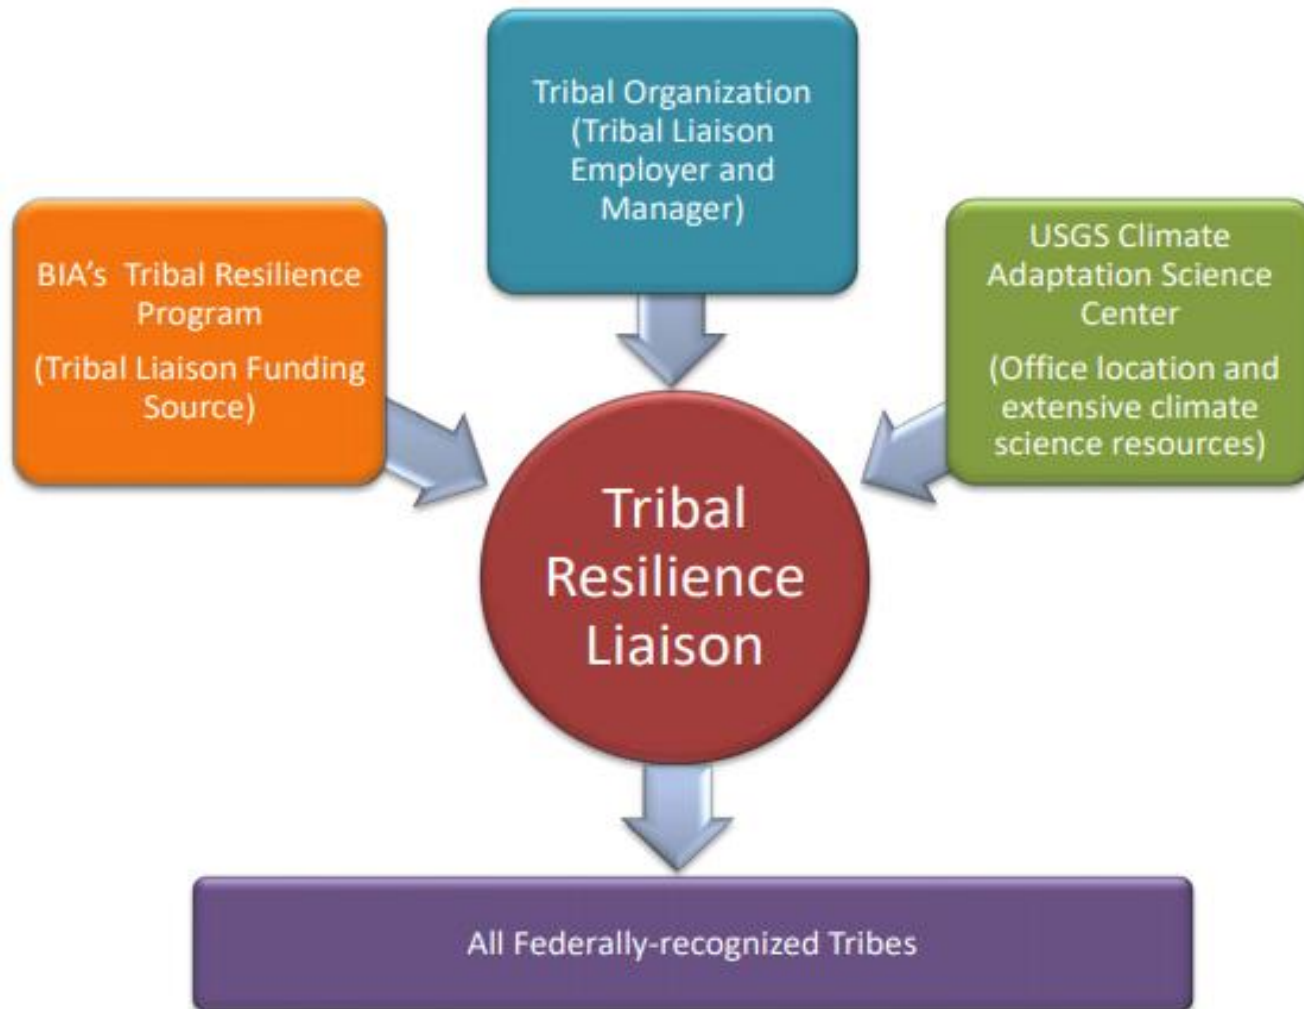 Tribal Organization
(Tribal Liaison
Employer and
Manager)
BIA's  Tribal Resilience
Program
(Tribal Liaison Funding
Source)
USGS Climate
Adaptation Science
Center
(Office location and
extensive climate
science resources)
Tribal
Resilience
Liaison
All Federally-recognized Tribes